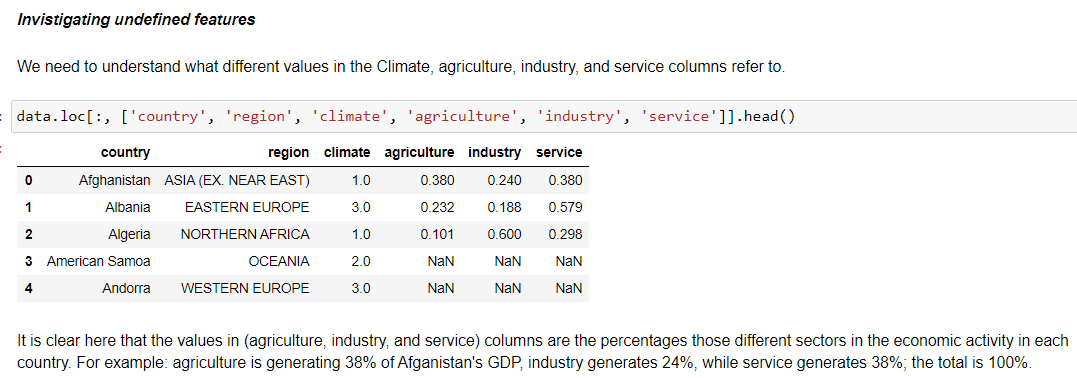 Invistigating undefined features
We need to understand what different values in the Climate, agriculture, industry, and service columns refer to.
data.loc[:, ['country', 'region', 'climate', 'agriculture', 'industry', 'service']].head()
country region climate agriculture industry service
0 Afghanistan ASIA (EX. NEAR EAST) 1.0 0.380 0.240 0.380
1 Albania EASTERN EUROPE 3.0 0.232 0.188 0.579
2 Algeria NORTHERN AFRICA 1.0 0.101 0.600 0.298
3 American Samoa OCEANIA 2.0 NaN NaN NaN
4 Andorra WESTERN EUROPE 3.0 NaN NaN NaN
It is clear here that the values in (agriculture, industry, and service) columns are the percentages those different sectors in the economic activity in each
country. For example: agriculture is generating 38% of Afganistan's GDP, industry generates 24%, while service generates 38%; the total is 100%.